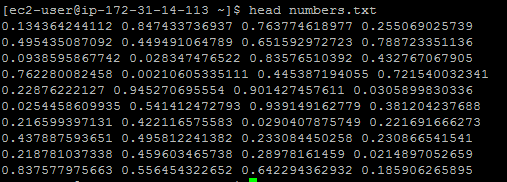 [ec2-user@ip-172-31-14-113 ~]$ head numbers.txt
0.134364244112 0.847433736937 0.763774618977 0.255069025739
0.495435087092 0.449491064789 0.651592972723 0.788723351136
0.0938595867742 0.028347476522 0.83576510392 0.432767067905
0.762280082458 0.00210605335111 0.445387194055 0.721540032341
0.22876222127 0.945270695554 0.901427457611 0.0305899830336
0.0254458609935 0.541412472793 0.939149162779 0.381204237688
0.216599397131 0.422116575583 0.0290407875749 0.221691666273
0.437887593651 0.495812241382 0.233084450258 0.230866541541
0.218781037338 0.459603465738 0.28978161459 0.0214897052659
0.837577975663 0.556454322652 0.642294362932 0.185906265895